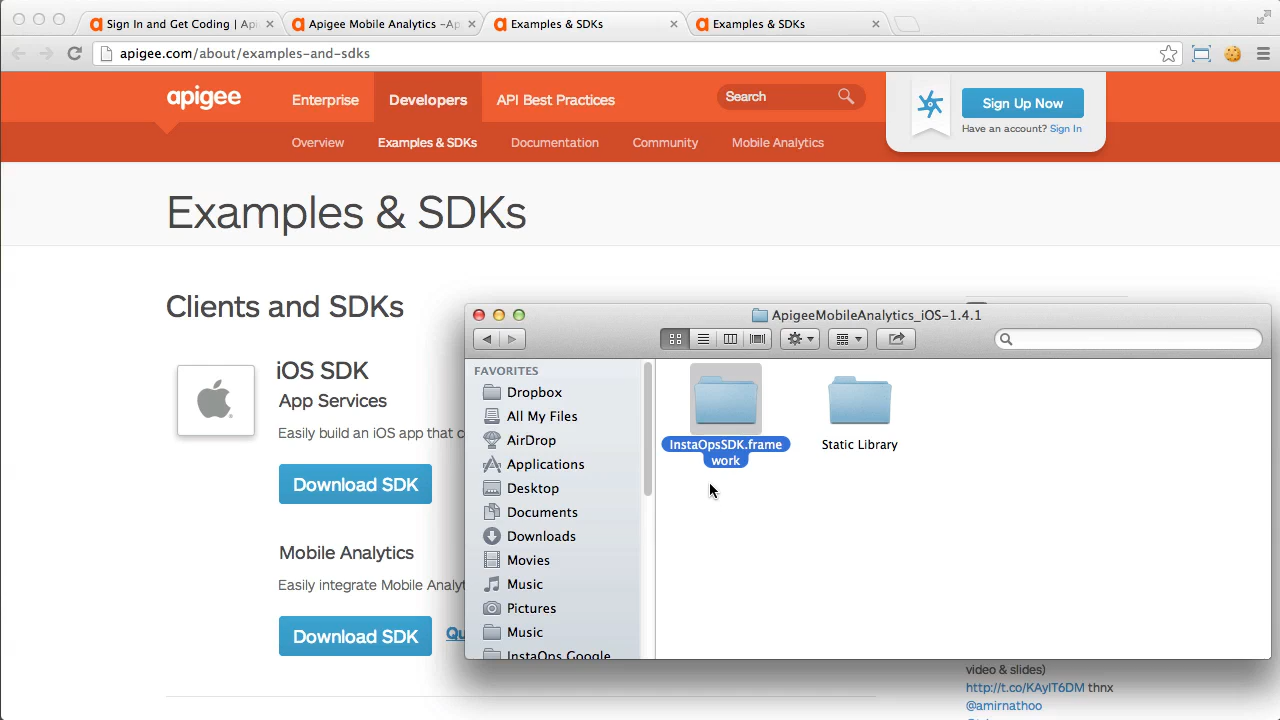 Sign In and Get Coding | Api
Apigee Mobile Analytics –Ap
Examples & SDKs
Examples & SDKs
apigee.com/about/examples-and-sdks
apigee
Enterprise
Developers
API Best Practices
Search
Sign Up Now
Have an account? Sign In
Overview
Examples & SDKs
Documentation
Community
Mobile Analytics
Examples & SDKs
Clients and SDKs
iOS SDK
App Services
Easily build an iOS app that c
Download SDK
Mobile Analytics
Easily integrate Mobile Analyt
Download SDK
Qu
ApigeeMobileAnalytics_iOS-1.4.1
FAVORITES
Dropbox
All My Files
AirDrop
Applications
Desktop
Documents
Downloads
Movies
Music
Pictures
Music
InstaOps Google
InstaOpsSDK.frame
work
Static Library
video & slides)
http://t.co/KAyIT6DM thnx
@amirnathoo